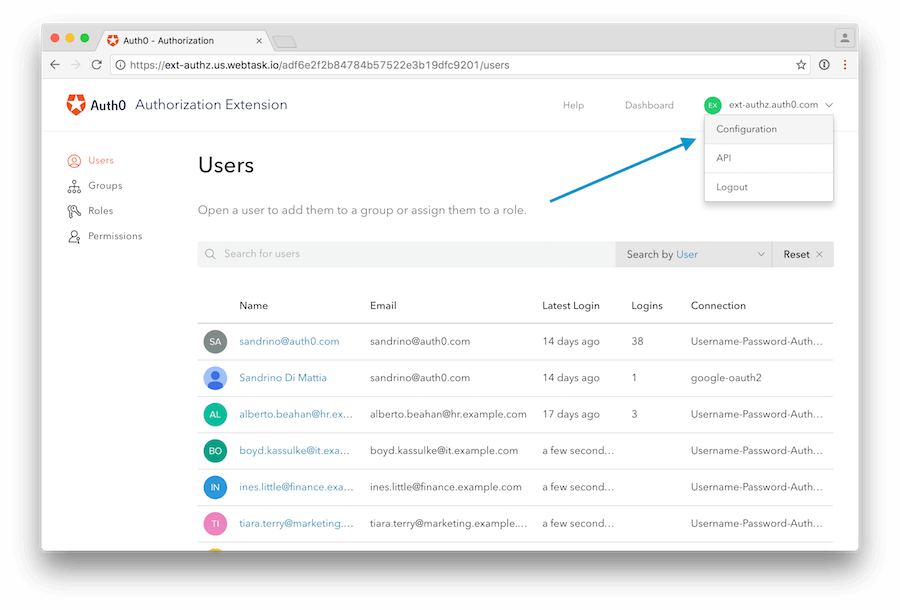 Auth0 - Authorization
https://ext-authz.us.webtask.io/adf6e2f2b84784b57522e3b19dfc9201/users
Auth0 Authorization Extension
Help Dashboard EX ext-authz.auth0.com
Configuration
API
Logout
Users
Groups
Roles
Permissions
Users
Open a user to add them to a group or assign them to a role.
Search for users Search by User Reset
Name Email Latest Login Logins Connection
SA sandrino@auth0.com sandrino@auth0.com 14 days ago 38 Username-Password-Auth...
Sandrino Di Mattia sandrino@auth0.com 14 days ago 1 google-oauth2
AL alberto.beahan@hr.ex... alberto.beahan@hr.example.com 17 days ago 3 Username-Password-Auth...
BO boyd.kassulke@it.exa... boyd.kassulke@it.example.com a few second... Username-Password-Auth...
IN ines.little@finance.exa... ines.little@finance.example.com a few second... Username-Password-Auth...
TI tiara.terry@marketing.... tiara.terry@marketing.example.... a few second... Username-Password-Auth...